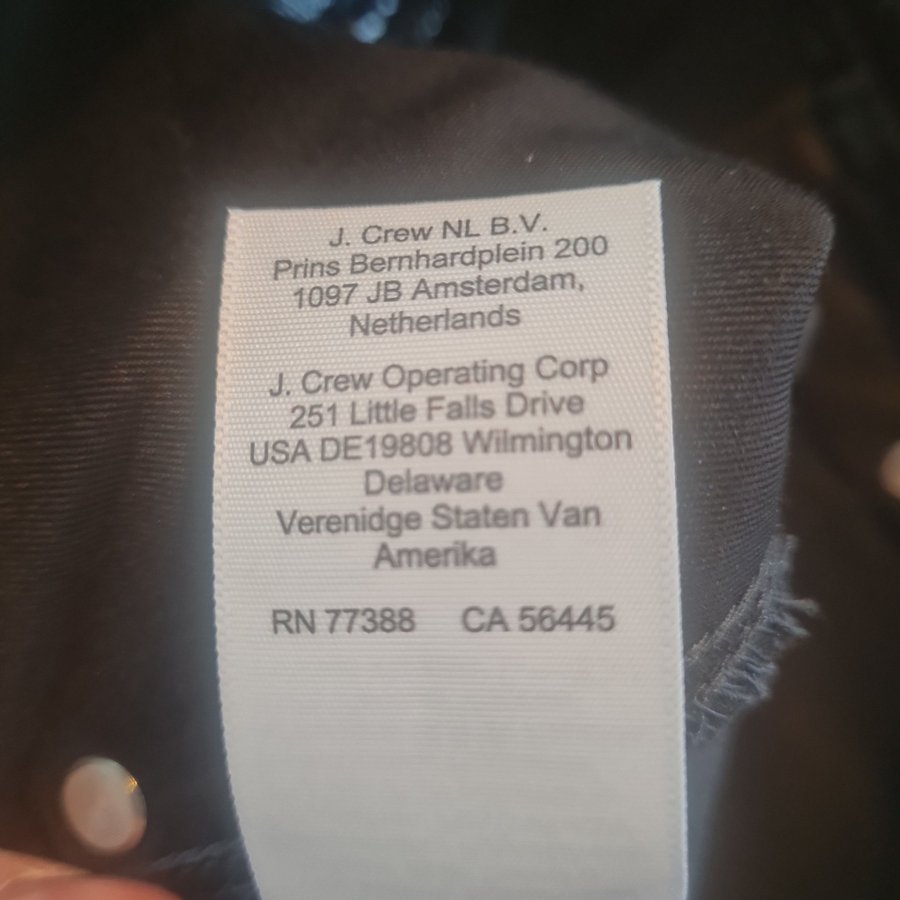 J. Crew NL B.V.
Prins Bernhardplein 200
1097 JB Amsterdam,
Netherlands
J. Crew Operating Corp
251 Little Falls Drive
USA DE19808 Wilmington
Delaware
Verenidge Staten Van
Amerika
RN 77388 CA 56445